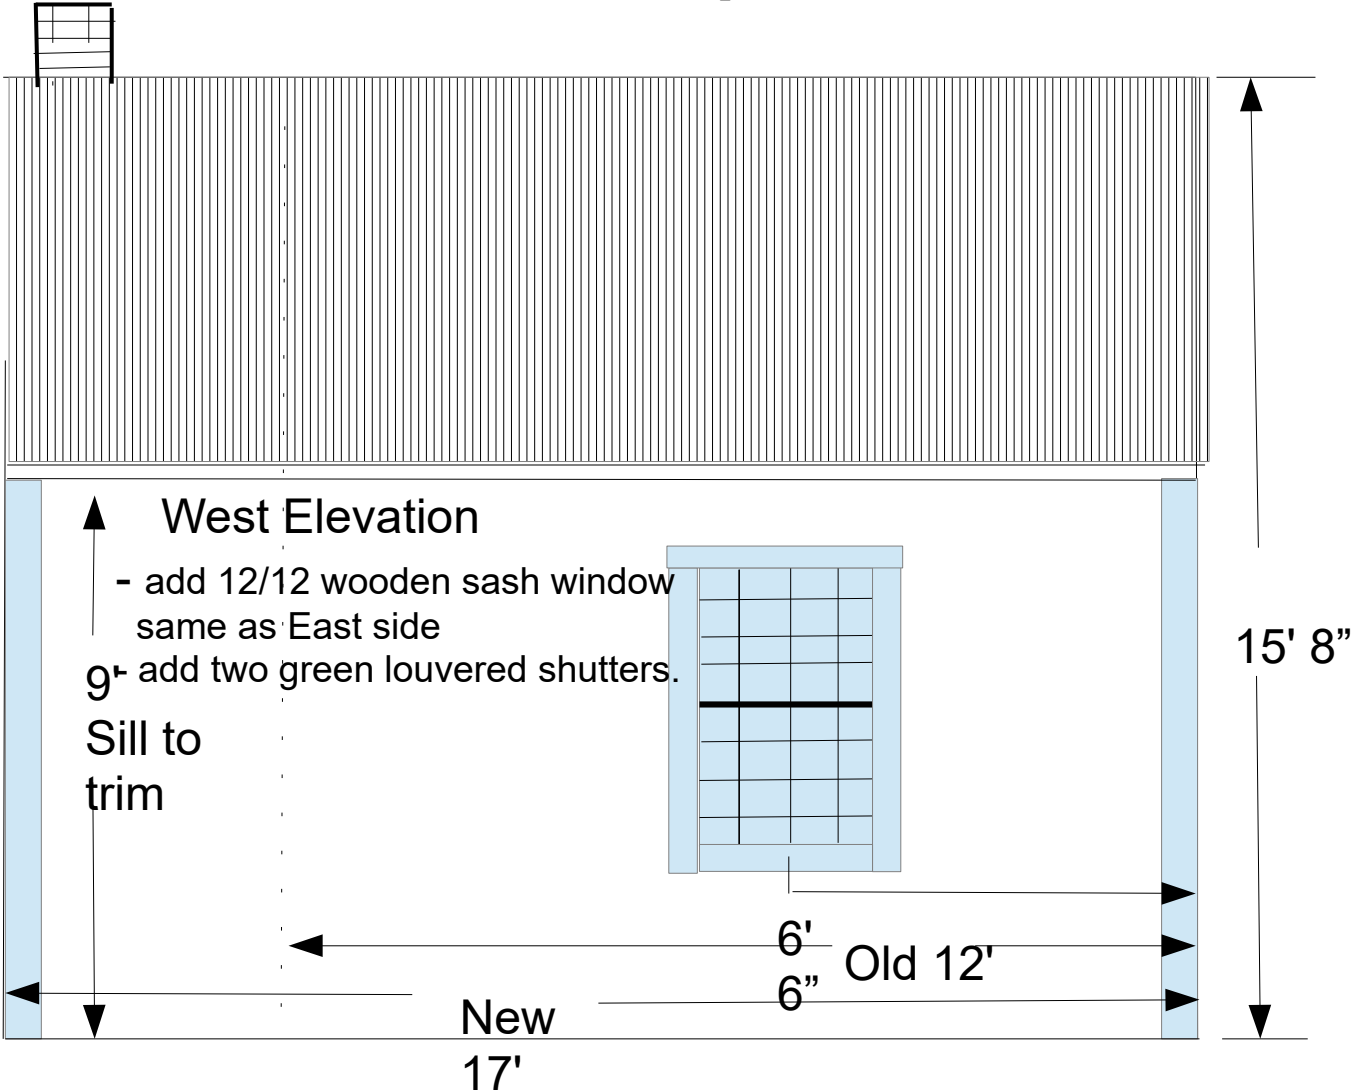 West Elevation
- add 12/12 wooden sash window
same as East side
- add two green louvered shutters.
9'
Sill to
trim
15' 8”
6'
6”
Old 12'
New
17'